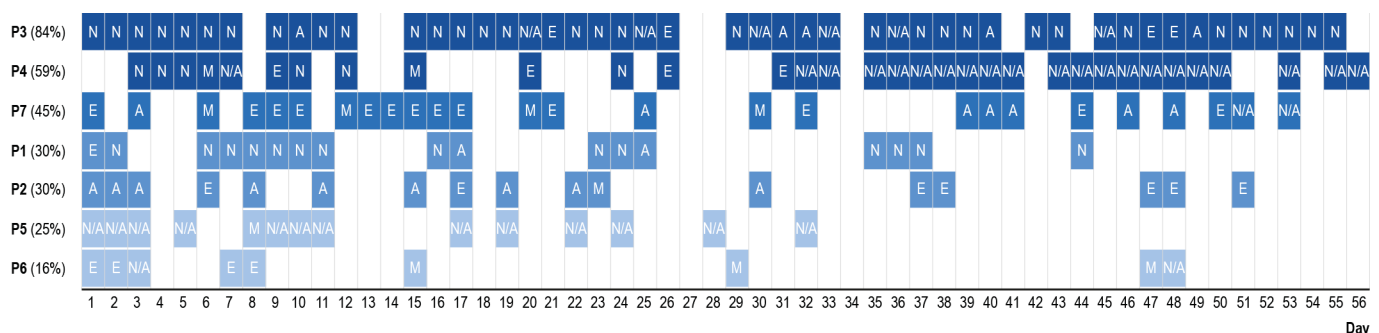 P3 (84%) N N N N N N N N A N N N N N N N N/A E N N N N/A E N N/A A A N/A N N/A N N N A N N N/A N E E A N N N N N N
P4 (59%) N N N M N/A E N N M E N E E N/A N/A N/A N/A N/A N/A N/A N/A N/A N/A N/A N/A N/A N/A N/A N/A N/A N/A N/A N/A
P7 (45%) E A M E E E M E E E E E M E A M E A A A E A A E N/A N/A
P1 (30%) E N N N N N N N N A N N A N N N N
P2 (30%) A A A E A A A E A A M A E E E E E
P5 (25%) N/A N/A N/A N/A M N/A N/A N/A N/A N/A N/A N/A N/A N/A
P6 (16%) E E N/A E E M M M N/A
1 2 3 4 5 6 7 8 9 10 11 12 13 14 15 16 17 18 19 20 21 22 23 24 25 26 27 28 29 30 31 32 33 34 35 36 37 38 39 40 41 42 43 44 45 46 47 48 49 50 51 52 53 54 55 56
Day